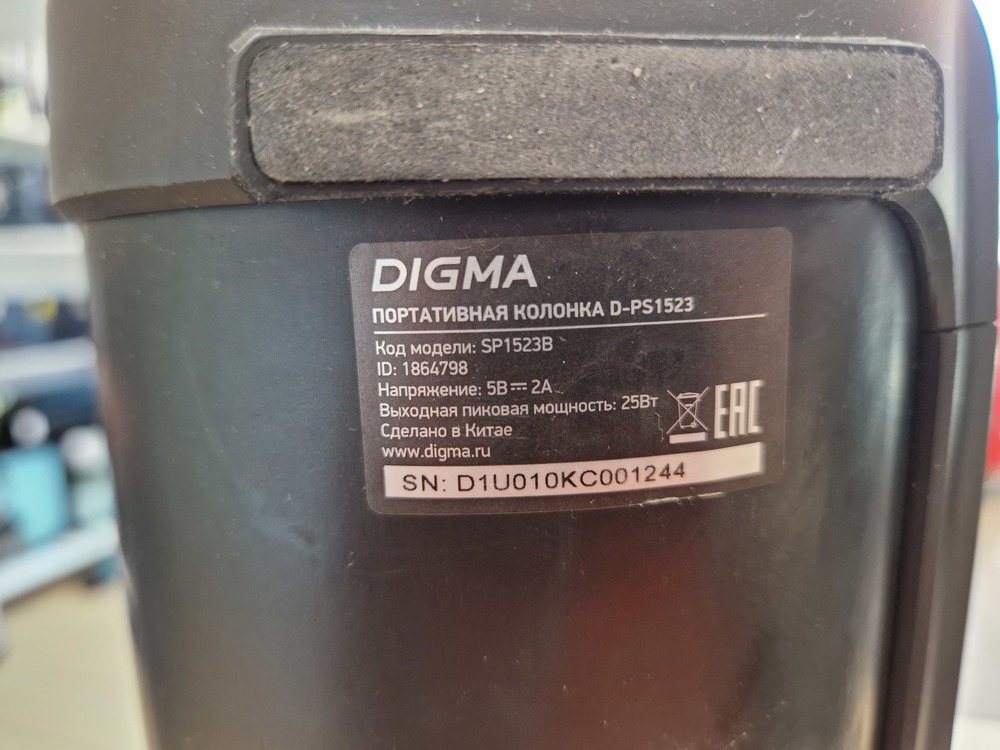 DIGMA
ПОРТАТИВНАЯ КОЛОНКА D-PS1523
Код модели: SP1523B
ID: 1864798
Напряжение: 5В⎓2А
Выходная пиковая мощность: 25Вт
Сделано в Китае
www.digma.ru
EAC
SN: D1U010KC001244